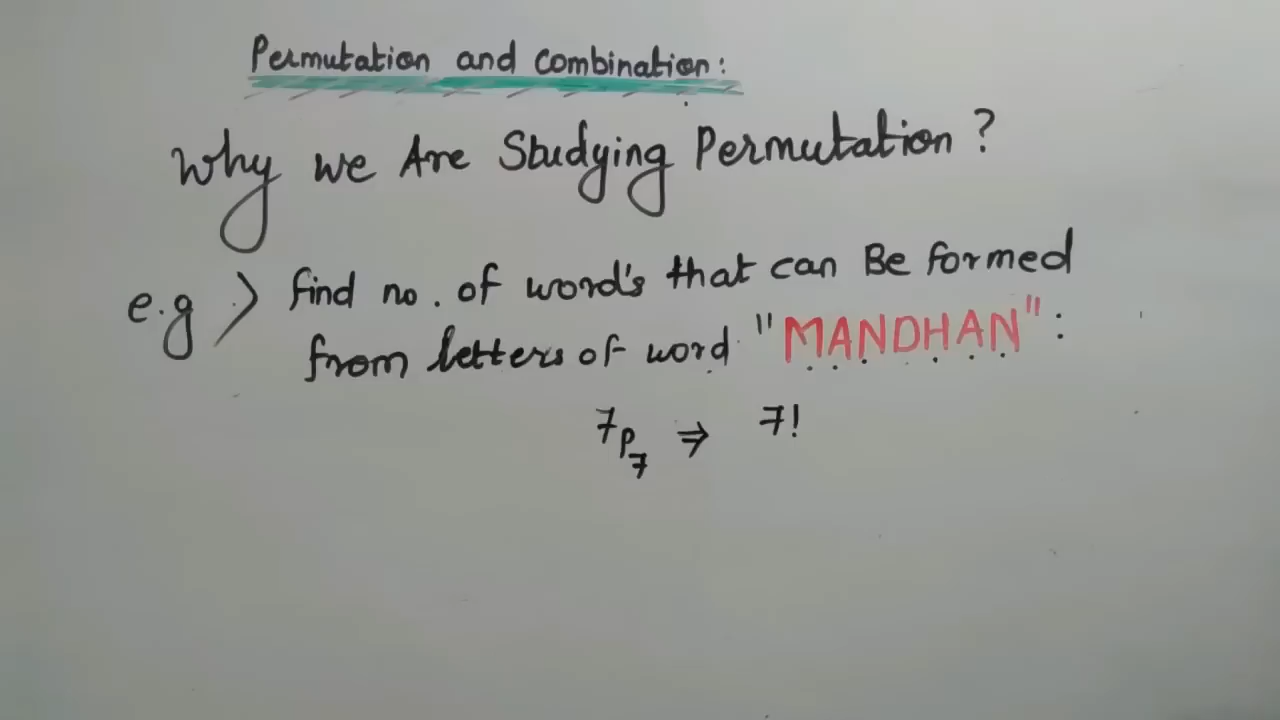 Permutation and combination:
Why we Are Studying Permutation ?
e.g > find no. of word's that can Be formed
from letters of word "MANDHAN" :
7P7 ⇒ 7!